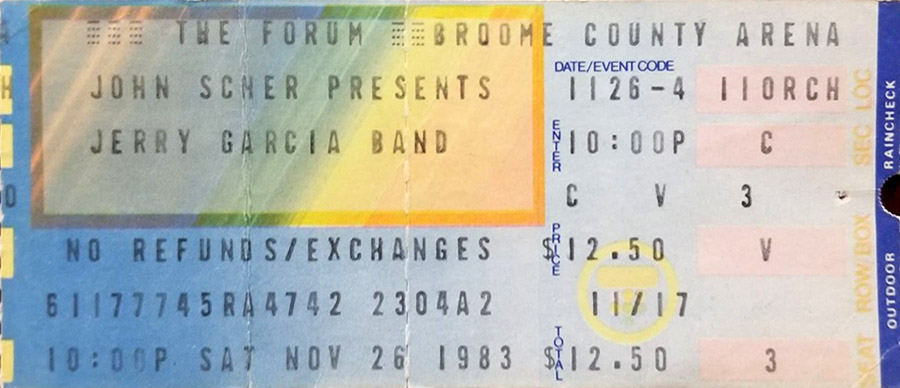 THE FORUM BROOME COUNTY ARENA
DATE/EVENT CODE
JOHN SCHER PRESENTS 1126-4 110RCH
JERRY GARCIA BAND ENTER 10:00P C
C V 3
NO REFUNDS/EXCHANGES PRICE $12.50 V
61177745RA4742 2304A2 11/17
10:00P SAT NOV 26 1983 TOTAL $12.50 3
SEC LOC
ROW/BOX
SEAT
RAINCHECK
OUTDOOR